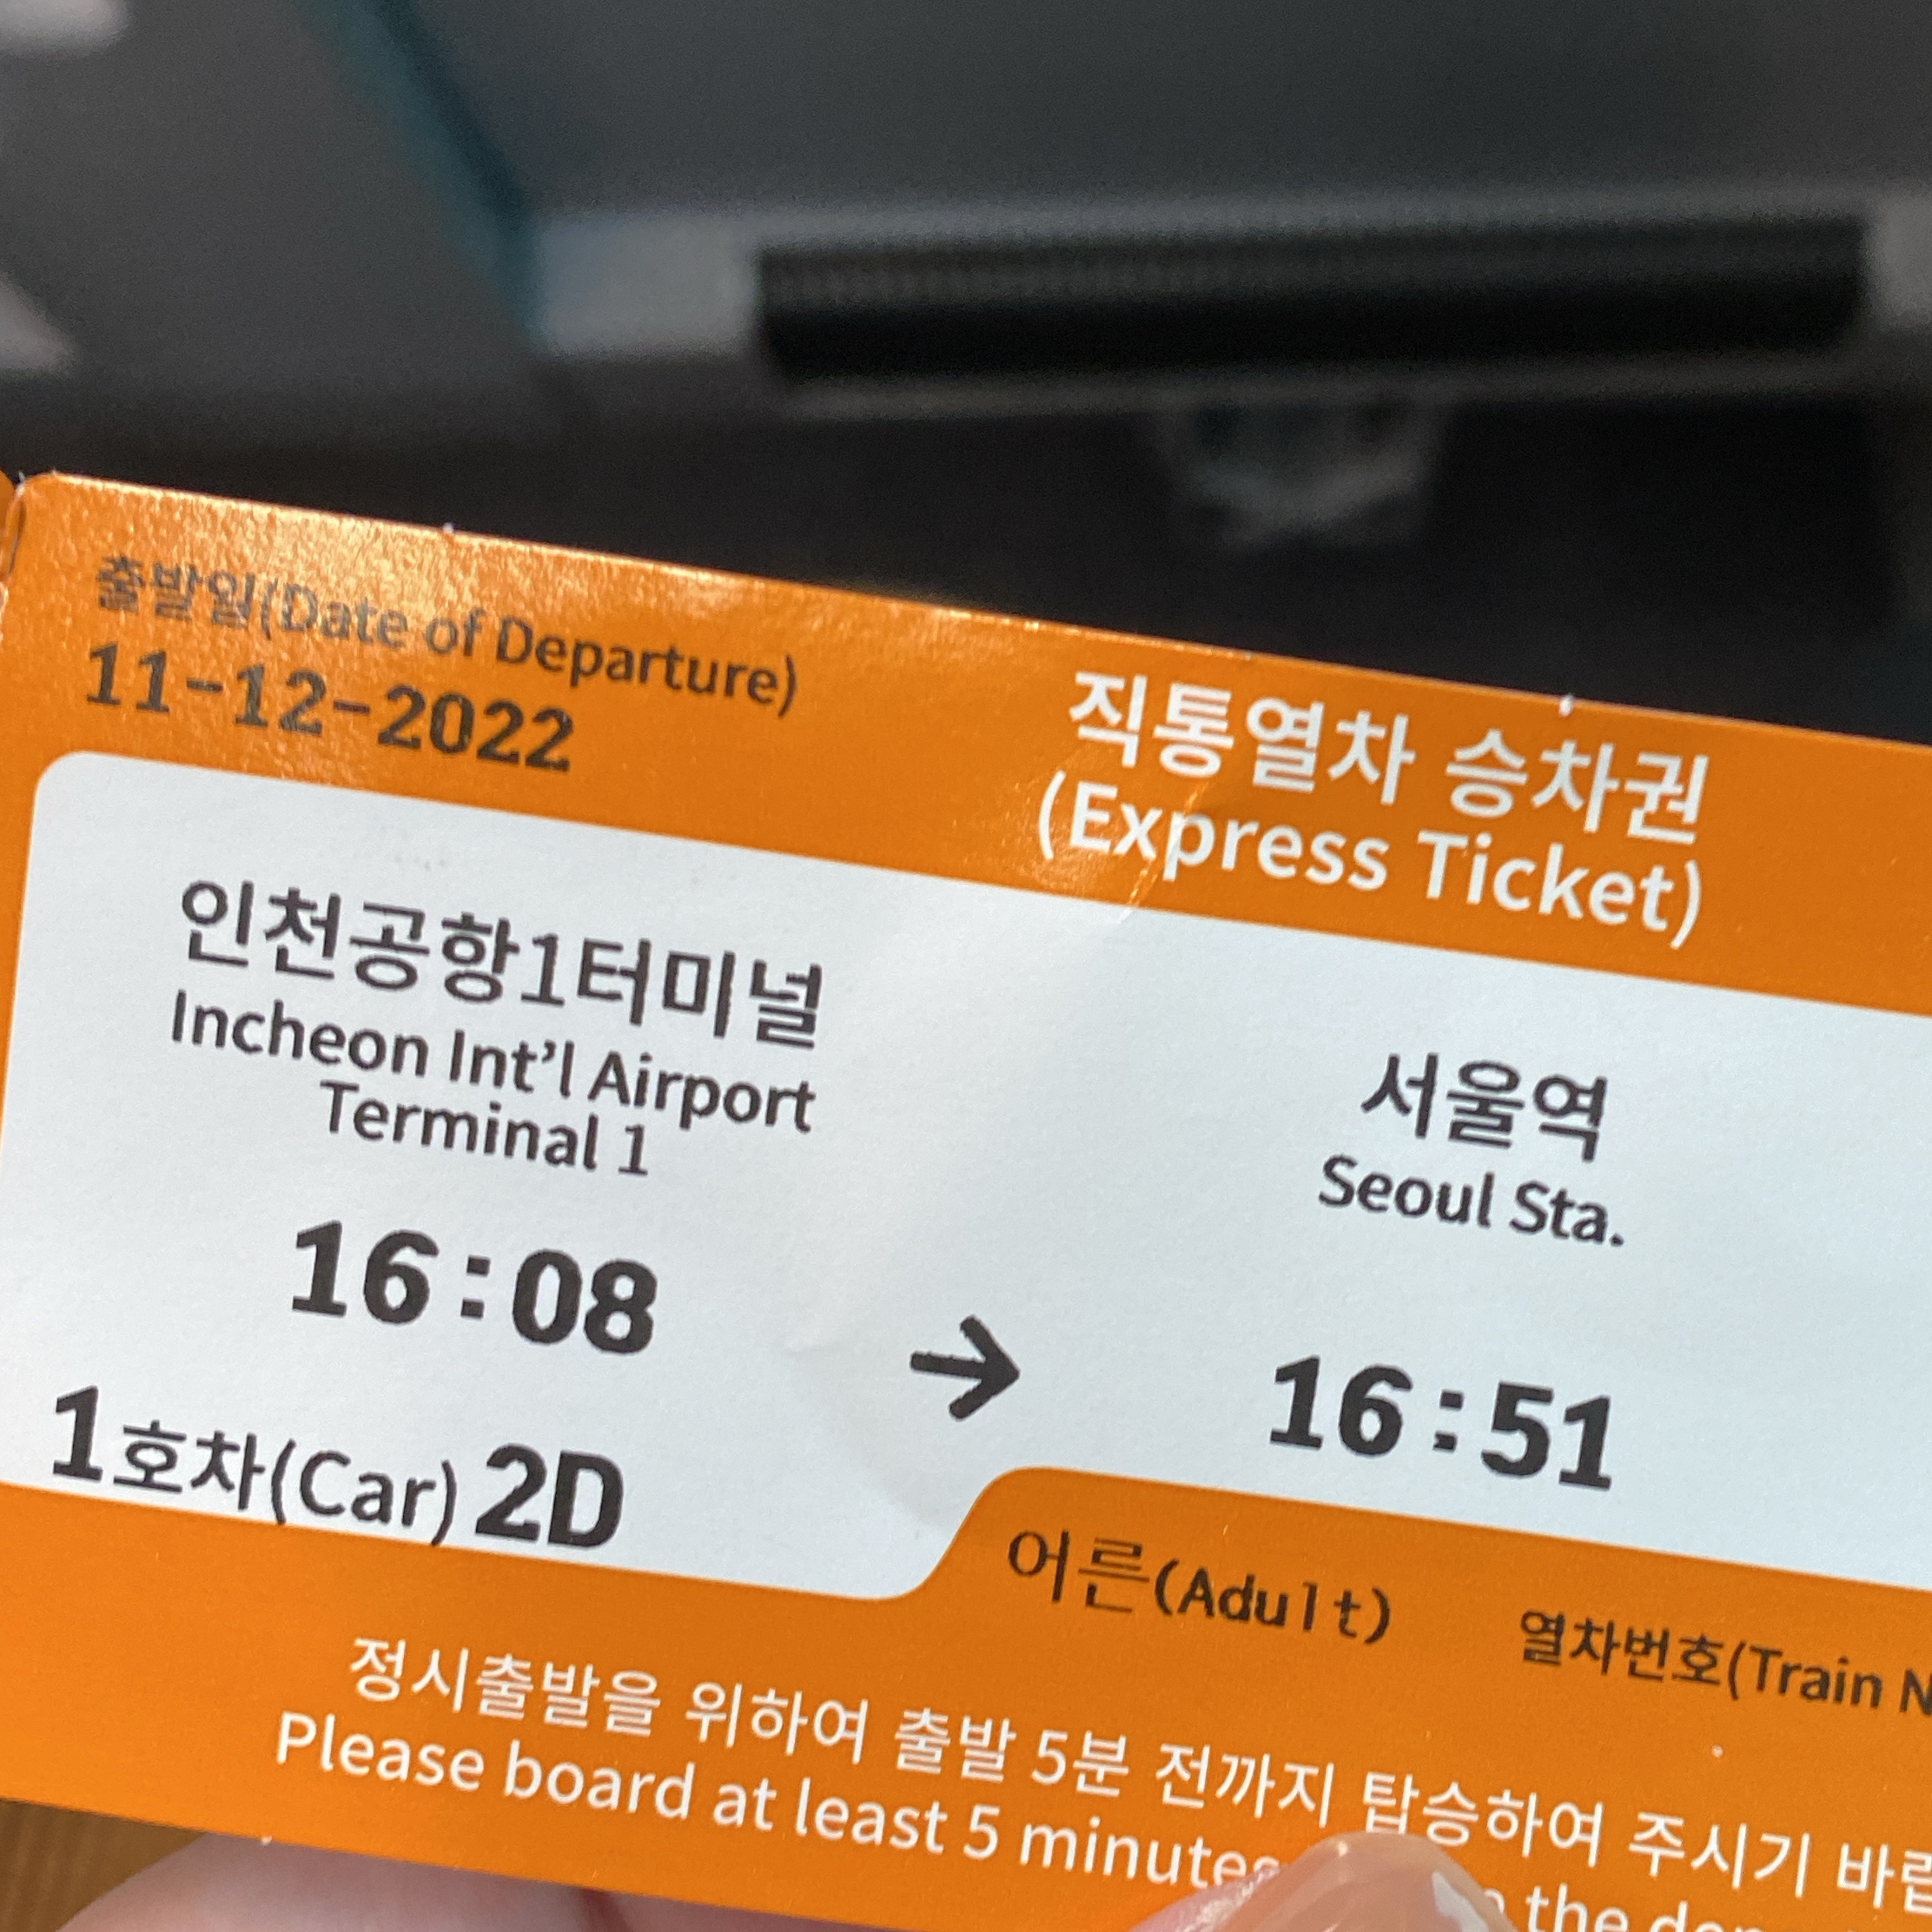 출발일(Date of Departure)
11-12-2022
직통열차 승차권
(Express Ticket)
인천공항1터미널
Incheon Int'l Airport
Terminal 1
16:08
1호차(Car) 2D
→
서울역
Seoul Sta.
16:51
어른(Adult)
열차번호(Train
정시출발을 위하여 출발 5분 전까지 탑승하여 주시기
Please board at least 5 minutes the